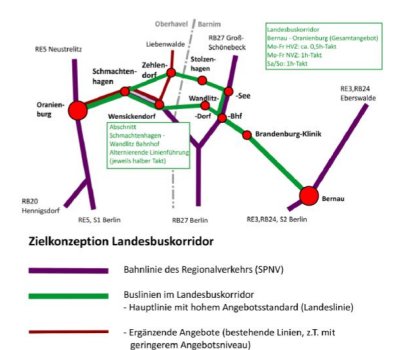 Oberhavel
Barnim
RE5 Neustrelitz
Liebenwalde
RB27 Groß-
Schönebeck
Landesbuskorridor
Bernau - Oranienburg (Gesamtangebot)
Mo-Fr HVZ: ca. 0,5h-Takt
Mo-Fr NVZ: 1h-Takt
Sa/So: 1h-Takt
Zehlen-
dorf
Stolzen-
hagen
Schmachten-
hagen
RE3,RB24
Eberswalde
Oranien-
burg
Wandlitz-
-See
-Dorf
-Bhf
Wensickendorf
Brandenburg-Klinik
Abschnitt
Schmachtenhagen -
Wandlitz Bahnhof
Alternierende Linienführung
(jeweils halber Takt)
Bernau
RB20
Hennigsdorf
RE5, S1 Berlin
RB27 Berlin
RE3,RB24, S2 Berlin
Zielkonzeption Landesbuskorridor
Bahnlinie des Regionalverkehrs (SPNV)
Buslinien im Landesbuskorridor
- Hauptlinie mit hohem Angebotsstandard (Landeslinie)
- Ergänzende Angebote (bestehende Linien, z.T. mit
geringerem Angebotsniveau)